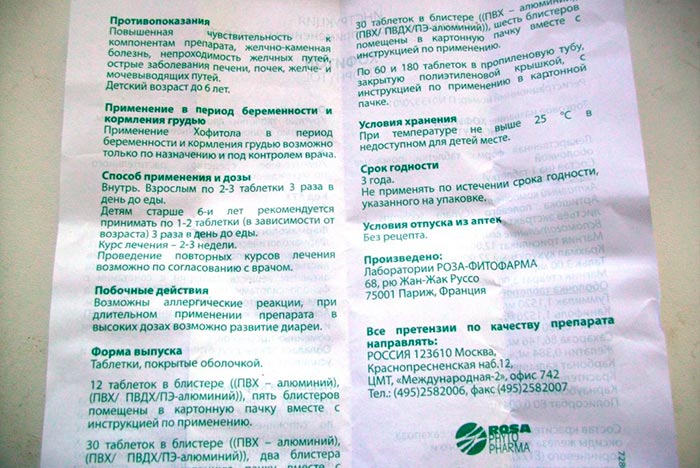 Противопоказания
Повышенная чувствительность к
компонентам препарата, желчно-каменная
болезнь, непроходимость желчных путей,
острые заболевания печени, почек, желче- и
мочевыводящих путей.
Детский возраст до 6 лет.
Применение в период беременности и
кормления грудью
Применение Хофитола в период
беременности и кормления грудью возможно
только по назначению и под контролем врача.
Способ применения и дозы
Внутрь. Взрослым по 2-3 таблетки 3 раза в
день до еды.
Детям старше 6-и лет рекомендуется
принимать по 1-2 таблетки (в зависимости от
возраста) 3 раза в день до еды.
Курс лечения – 2-3 недели.
Проведение повторных курсов лечения
возможно по согласованию с врачом.
Побочные действия
Возможны аллергические реакции, при
длительном применении препарата в
высоких дозах возможно развитие диареи.
Форма выпуска
Таблетки, покрытые оболочкой.
12 таблеток в блистере ((ПВХ – алюминий),
(ПВХ/ ПВДХ/ПЭ-алюминий)), пять блистеров
помещены в картонную пачку вместе с
инструкцией по применению.
30 таблеток в блистере ((ПВХ – алюминий),
(ПВХ/ ПВДХ/ПЭ-алюминий)), два блистера
картонную пачку вместе с
30 таблеток в блистере ((ПВХ – алюминий),
(ПВХ/ ПВДХ/ПЭ-алюминий)), шесть блистеров
помещены в картонную пачку вместе с
инструкцией по применению.
По 60 и 180 таблеток в пропиленовую тубу,
закрытую полиэтиленовой крышкой, с
инструкцией по применению в картонной
пачке.
Условия хранения
При температуре не выше 25 °С в
недоступном для детей месте.
Срок годности
3 года.
Не применять по истечении срока годности,
указанного на упаковке.
Условия отпуска из аптек
Без рецепта.
Произведено:
Лаборатории РОЗА-ФИТОФАРМА
68, рю Жан-Жак Руссо
75001 Париж, Франция
Все претензии по качеству препарата
направлять:
РОССИЯ 123610 Москва,
Краснопресненская наб.12,
ЦМТ, «Международная-2», офис 742
Тел.: (495)2582006, факс (495)2582007
ROSA
PHYTO
PHARMA